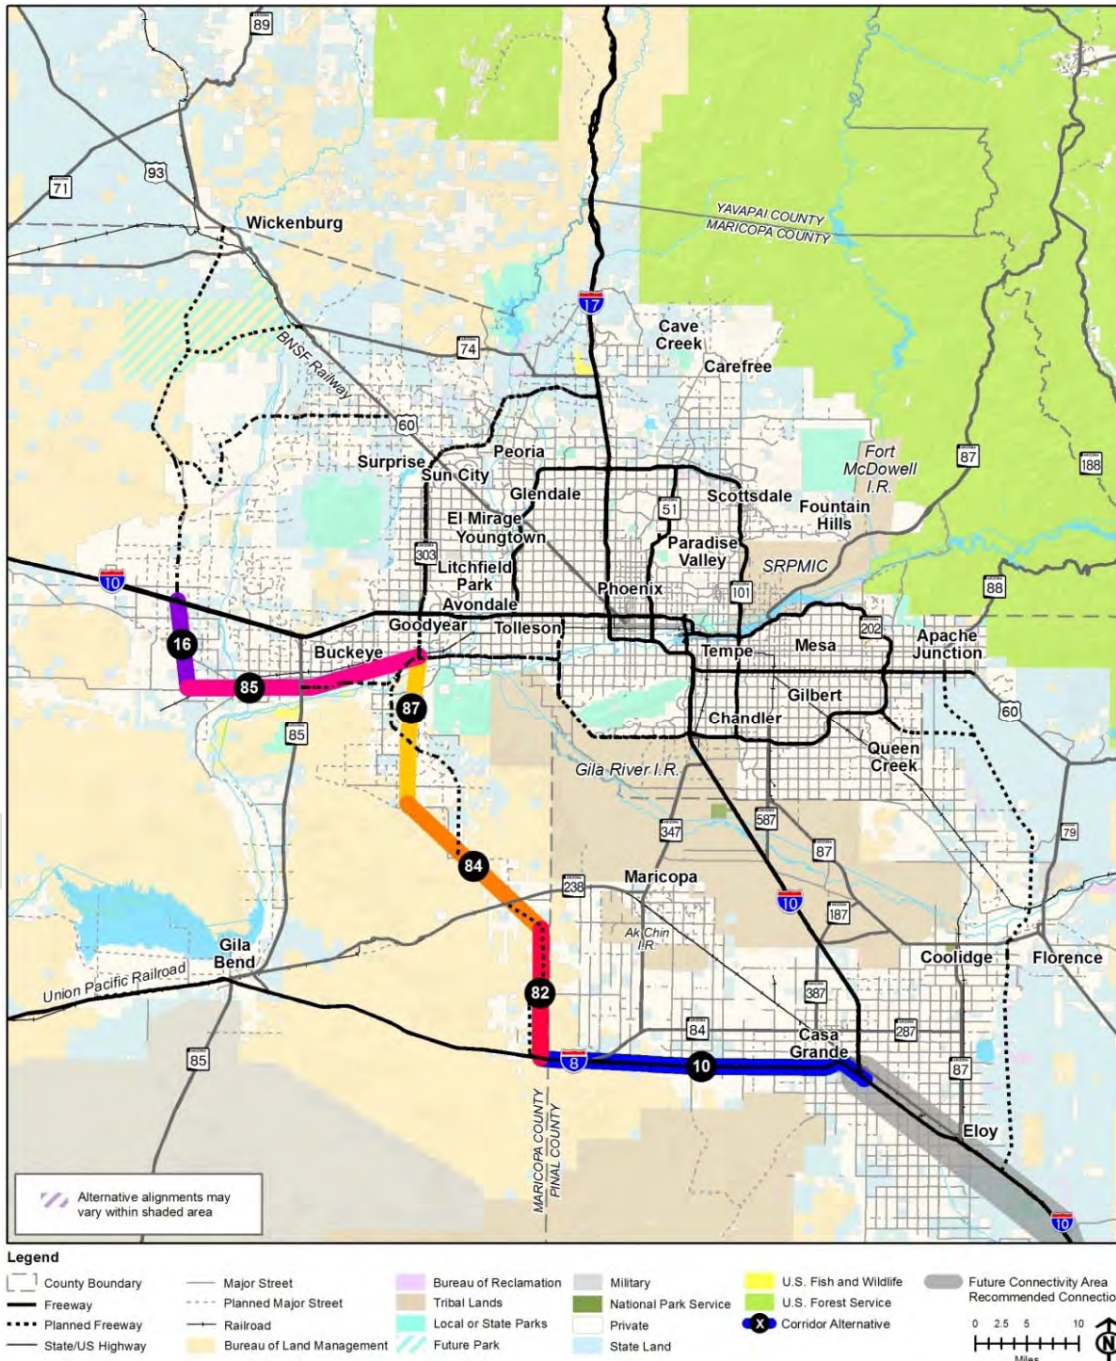 89
93
71
Wickenburg
YAVAPAI COUNTY
MARICOPA COUNTY
17
Cave
Creek
Carefree
74
BNSF Railway
60
Surprise
Sun City
Peoria
Glendale
Scottsdale
51
Fort
McDowell
I.R.
87
188
Fountain
Hills
El Mirage
Youngtown
303
Litchfield
Park
Paradise
Valley
SRPMIC
10
Phoenix
101
88
Avondale
Goodyear
Tolleson
202
Apache
Junction
16
Buckeye
Tempe
Mesa
85
87
Gilbert
60
85
Chandler
Queen
Creek
Gila River I.R.
347
587
87
79
84
238
Maricopa
10
187
Ak Chin
I.R.
Gila
Bend
Coolidge
Florence
Union Pacific Railroad
82
387
84
Casa
Grande
287
85
8
10
87
Eloy
MARICOPA COUNTY
PINAL COUNTY
10
Alternative alignments may
vary within shaded area
Legend
County Boundary
Freeway
Planned Freeway
State/US Highway
Major Street
Planned Major Street
Railroad
Bureau of Land Management
Bureau of Reclamation
Tribal Lands
Local or State Parks
Future Park
Military
National Park Service
Private
State Land
U.S. Fish and Wildlife
U.S. Forest Service
X Corridor Alternative
Future Connectivity Area
Recommended Connectio
0 2.5 5 10
Miles
N